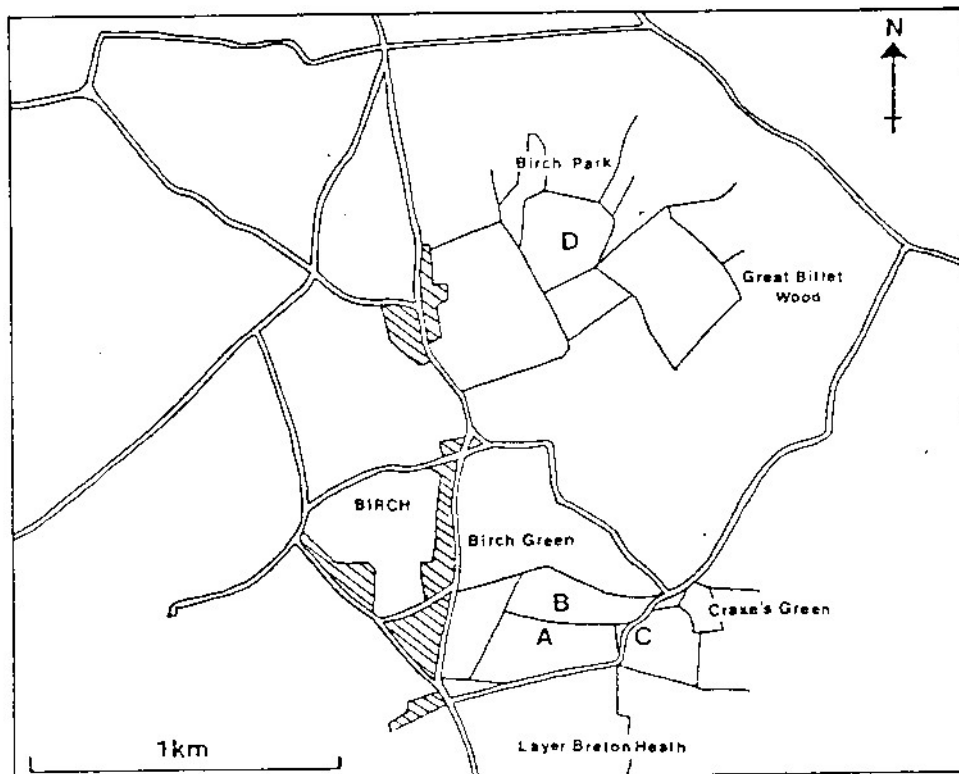 N
Birch Park
D
Great Billet
Wood
BIRCH
Birch Green
B
Craxe's Green
A
C
1km
Layer Breton Heath